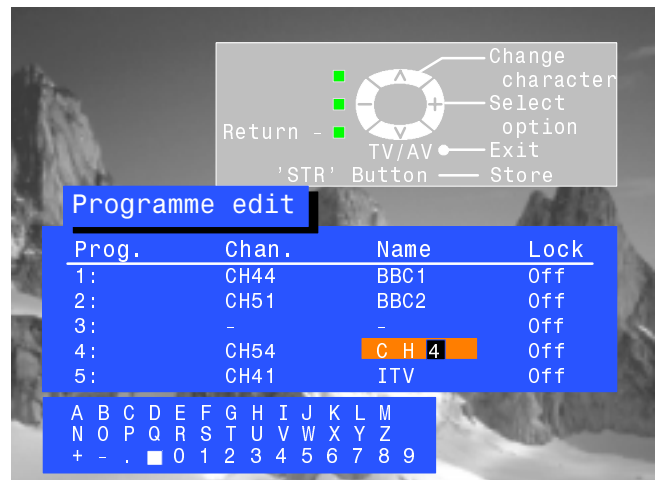 Change
character
Select
Return – option
TV/AV Exit
'STR' Button Store
Programme edit
Prog. Chan. Name Lock
1: CH44 BBC1 Off
2: CH51 BBC2 Off
3: - - Off
4: CH54 C H 4 Off
5: CH41 ITV Off
A B C D E F G H I J K L M
N O P Q R S T U V W X Y Z
+ - . 0 1 2 3 4 5 6 7 8 9